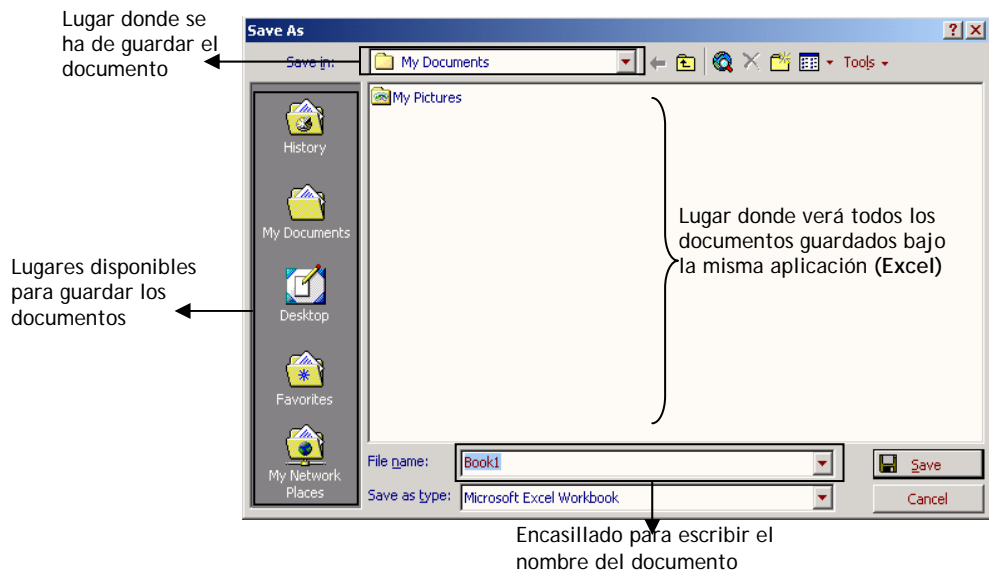 Lugar donde se
ha de guardar el
documento
Save As
Save in:
My Documents
Tools
My Pictures
History
My Documents
Desktop
Favorites
My Network
Places
Lugares disponibles
para guardar los
documentos
Lugar donde verá todos los
documentos guardados bajo
la misma aplicación (Excel)
File name:
Book1
Save
Save as type:
Microsoft Excel Workbook
Cancel
Encasillado para escribir el
nombre del documento